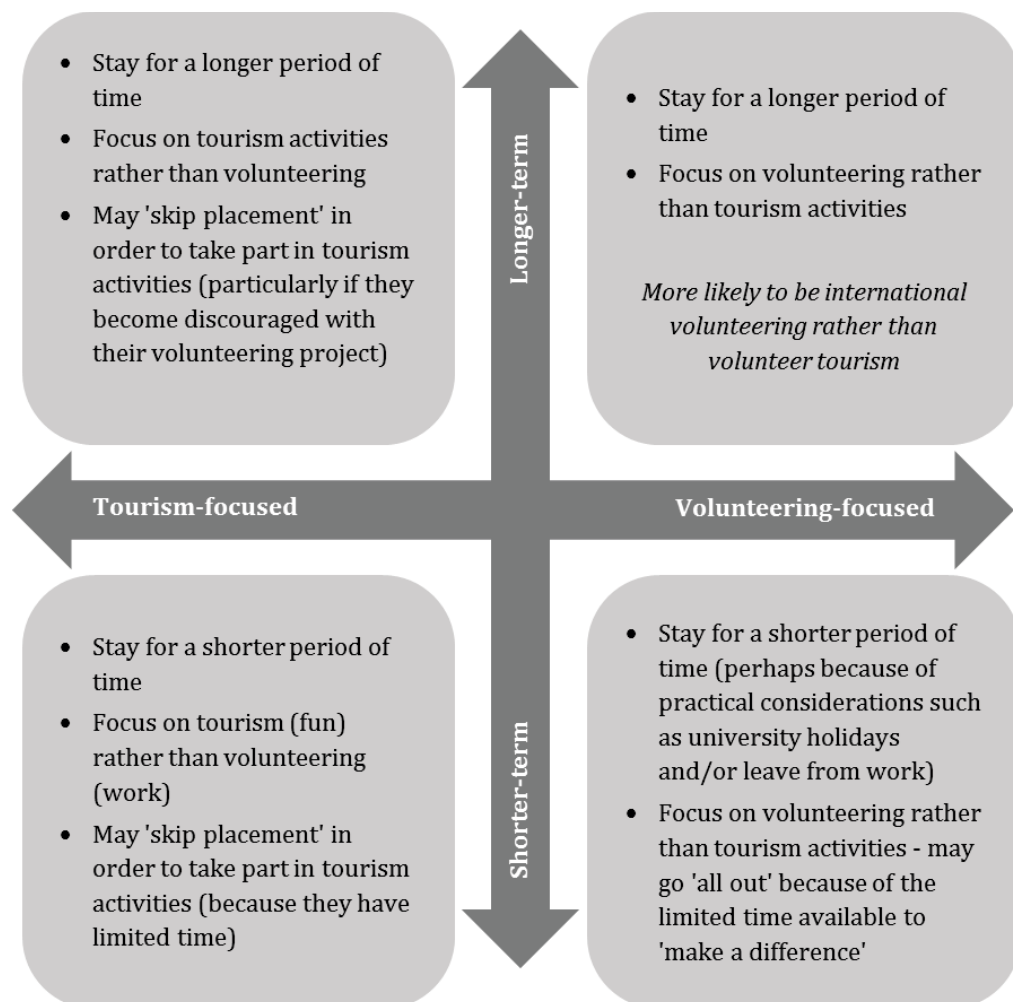 • Stay for a longer period of
time
• Focus on tourism activities
rather than volunteering
• May 'skip placement' in
order to take part in tourism
activities (particularly if they
become discouraged with
their volunteering project)
Longer-term
• Stay for a longer period of
time
• Focus on volunteering rather
than tourism activities
More likely to be international
volunteering rather than
volunteer tourism
Tourism-focused
Volunteering-focused
• Stay for a shorter period of
time
• Focus on tourism (fun)
rather than volunteering
(work)
• May 'skip placement' in
order to take part in tourism
activities (because they have
limited time)
Shorter-term
• Stay for a shorter period of
time (perhaps because of
practical considerations such
as university holidays
and/or leave from work)
• Focus on volunteering rather
than tourism activities - may
go 'all out' because of the
limited time available to
'make a difference'